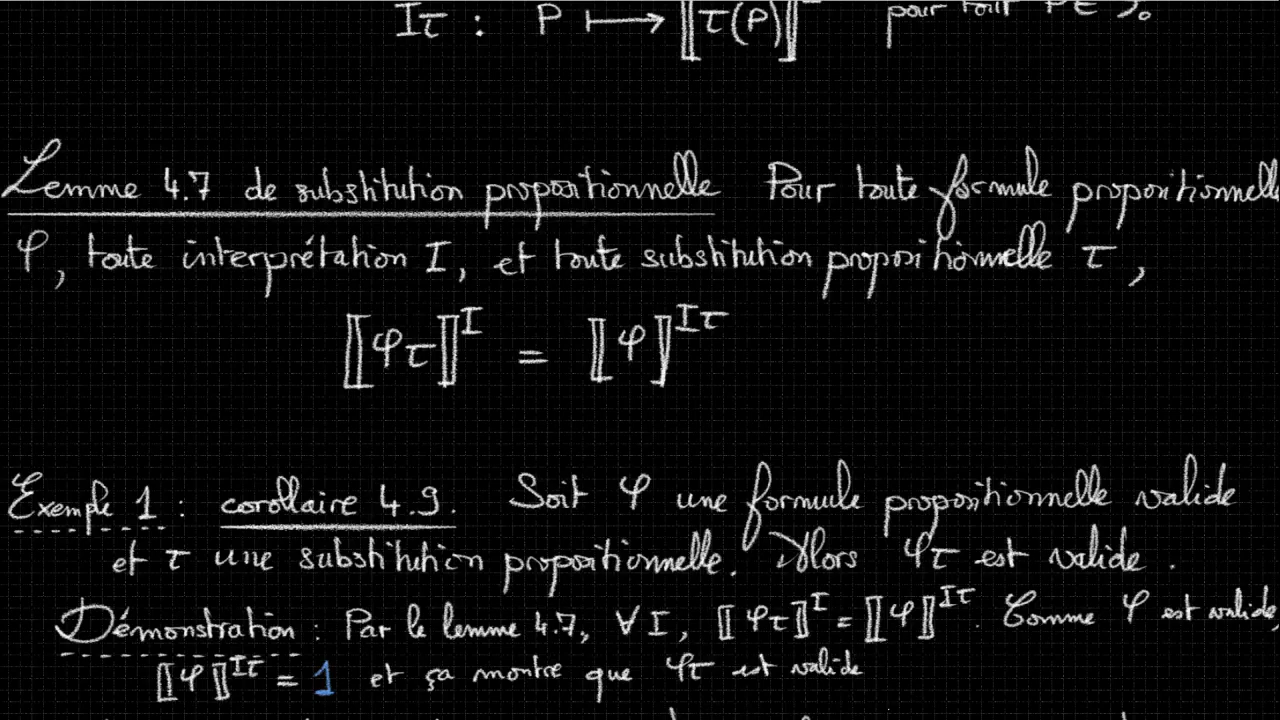 Iτ : P ⟼ ⟦τ(P)⟧ pour tout P ∈
Lemme 4.7 de substitution propositionnelle Pour toute formule propositionnelle
φ, toute interprétation I, et toute substitution propositionnelle τ,
⟦φτ⟧^I = ⟦φ⟧^Iτ
Exemple 1 : corollaire 4.9. Soit φ une formule propositionnelle valide
et τ une substitution propositionnelle. Alors φτ est valide.
Démonstration : Par le lemme 4.7, ∀I, ⟦φτ⟧^I = ⟦φ⟧^Iτ. Comme φ est valide,
⟦φ⟧^Iτ = 1 et ça montre que φτ est valide